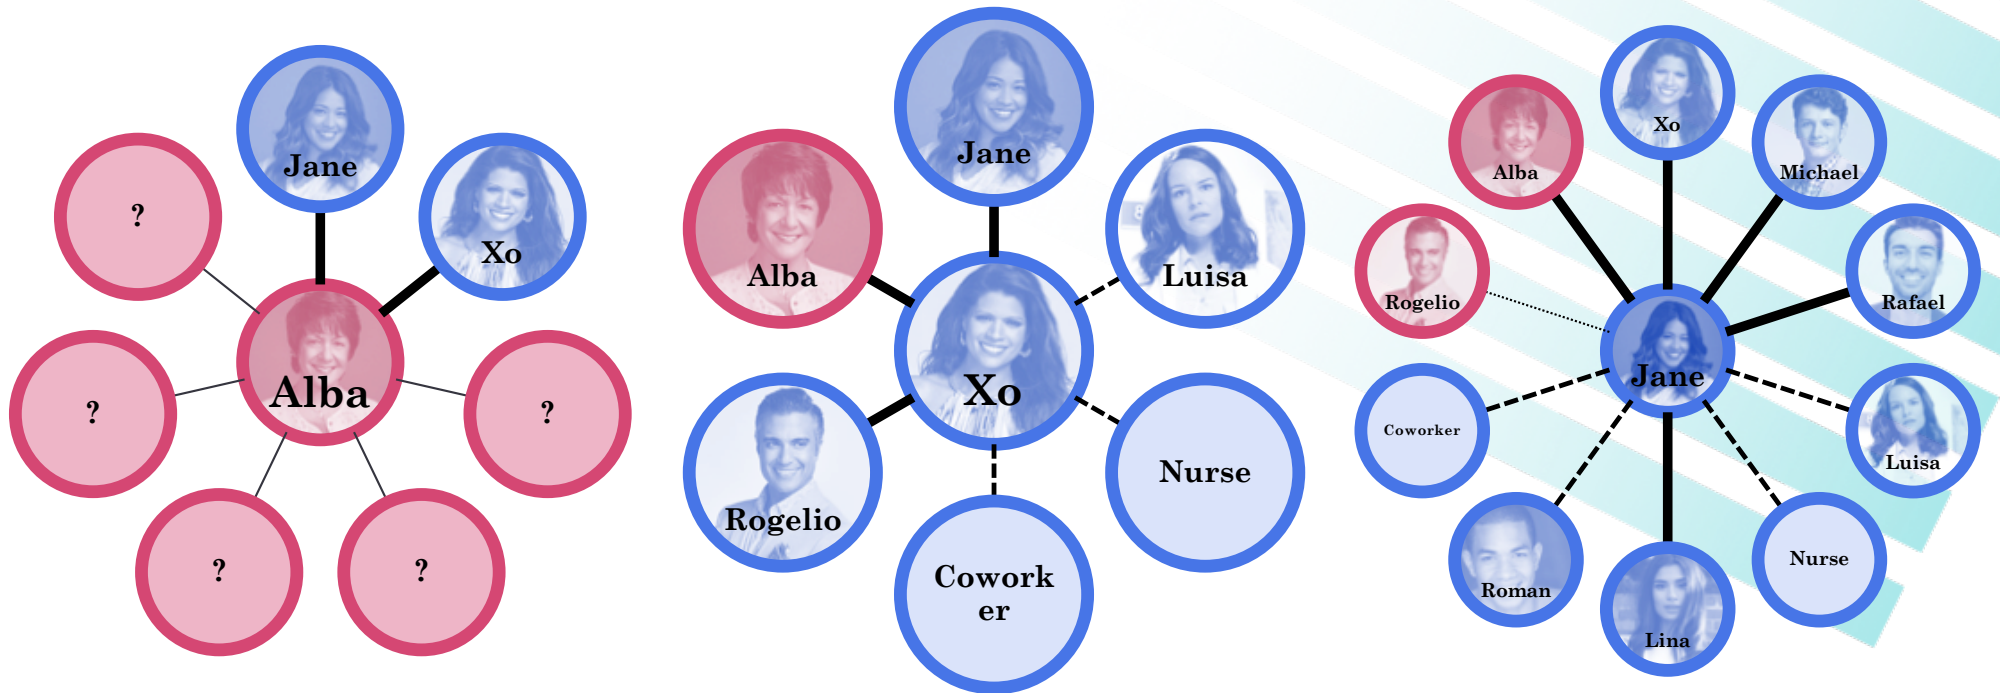 Jane
?
Xo
Alba
?
?
?
?
Jane
Alba
Luisa
Xo
Rogelio
Nurse
Cowork
er
Xo
Alba
Michael
Rogelio
Rafael
Jane
Coworker
Luisa
Roman
Nurse
Lina